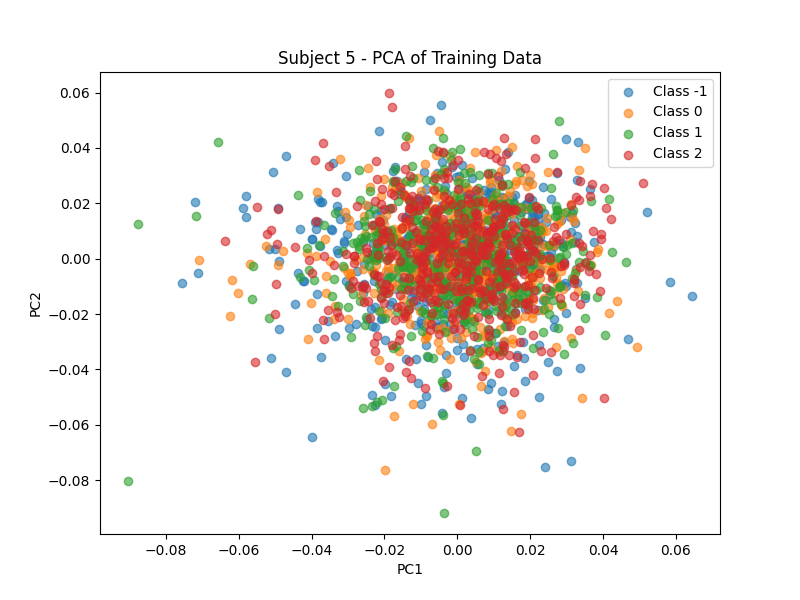 Subject 5 - PCA of Training Data
Class -1
Class 0
Class 1
Class 2
0.06
0.04
0.02
0.00
−0.02
−0.04
−0.06
−0.08
PC2
−0.08 −0.06 −0.04 −0.02 0.00 0.02 0.04 0.06
PC1